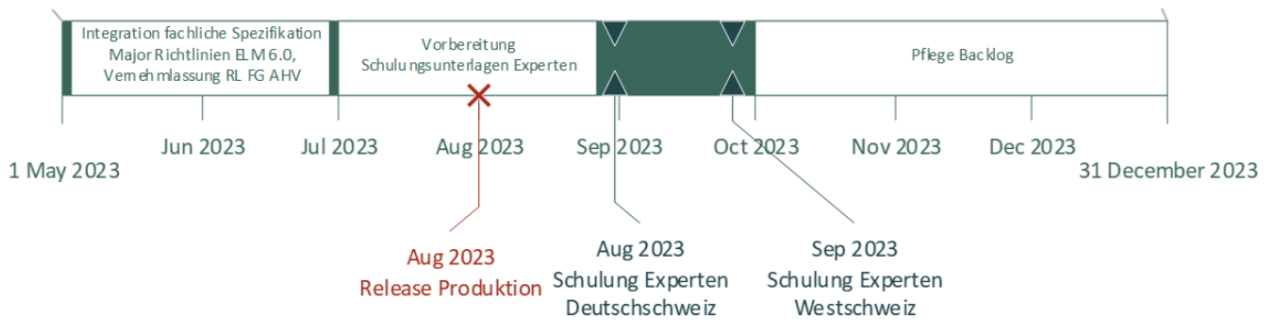 Integration fachliche Spezifikation
Major Richtlinien ELM 6.0,
Vernehmlassung RL FG AHV
Vorbereitung
Schulungsunterlagen Experten
Pflege Backlog
1 May 2023
Jun 2023
Jul 2023
Aug 2023
Sep 2023
Oct 2023
Nov 2023
Dec 2023
31 December 2023
Aug 2023
Release Produktion
Aug 2023
Schulung Experten
Deutschschweiz
Sep 2023
Schulung Experten
Westschweiz